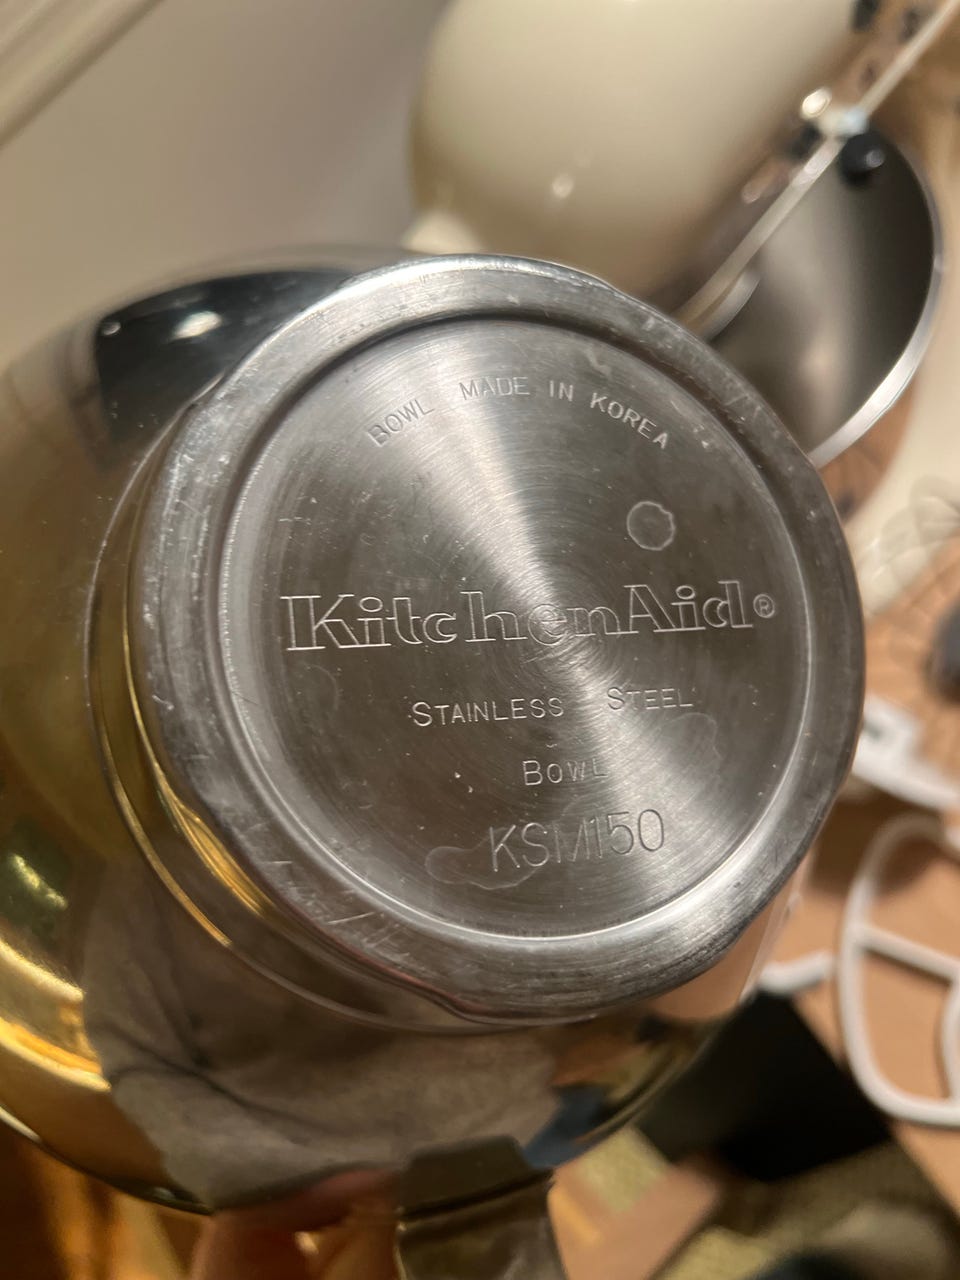 BOWL MADE IN KOREA
KitchenAid®
STAINLESS STEEL
BOWL
KSM150